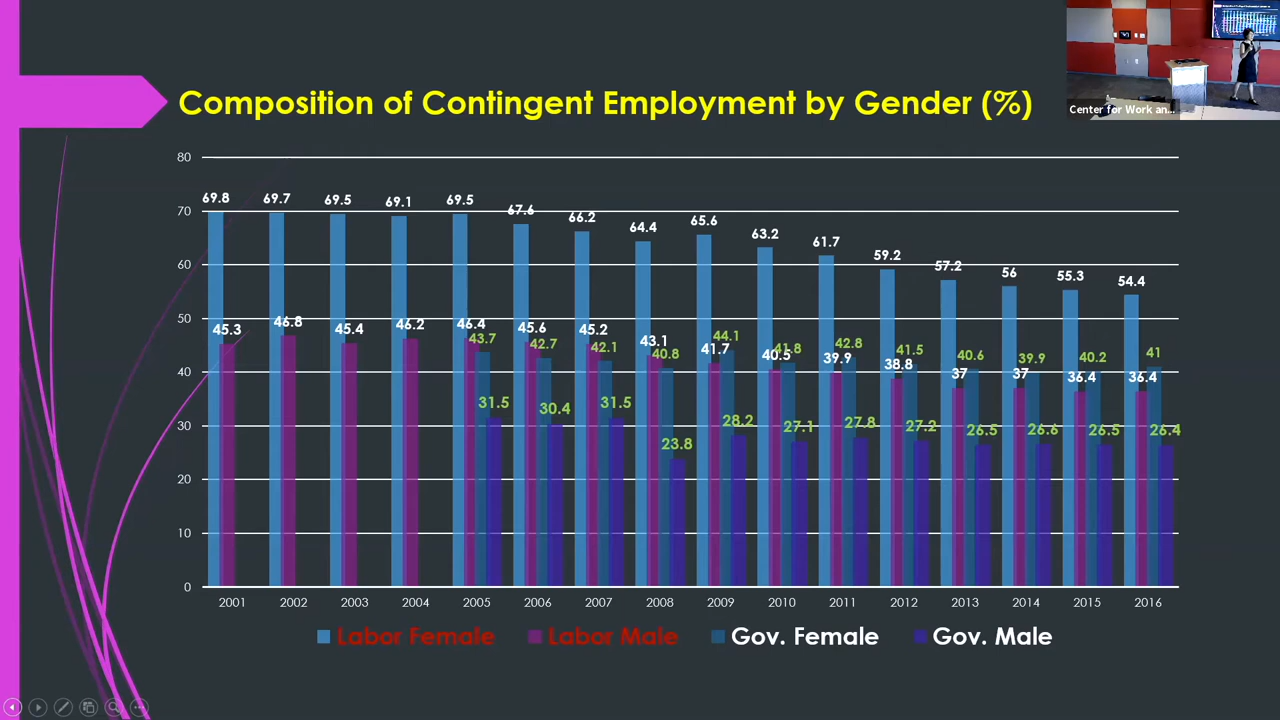 Center for Work an...
Composition of Contingent Employment by Gender (%)
80
70
60
50
40
30
20
10
0
69.8 69.7 69.5 69.1 69.5 67.6 66.2 64.4 65.6 63.2 61.7 59.2 57.2 56 55.3 54.4
45.3 46.8 45.4 46.2 46.4 45.6 45.2 43.1 41.7 40.5 39.9 38.8 37 37 36.4 36.4
43.7 42.7 42.1 40.8 44.1 41.8 42.8 41.5 40.6 39.9 40.2 41
31.5 30.4 31.5 23.8 28.2 27.1 27.8 27.2 26.5 26.6 26.5 26.4
2001 2002 2003 2004 2005 2006 2007 2008 2009 2010 2011 2012 2013 2014 2015 2016
Labor Female Labor Male Gov. Female Gov. Male